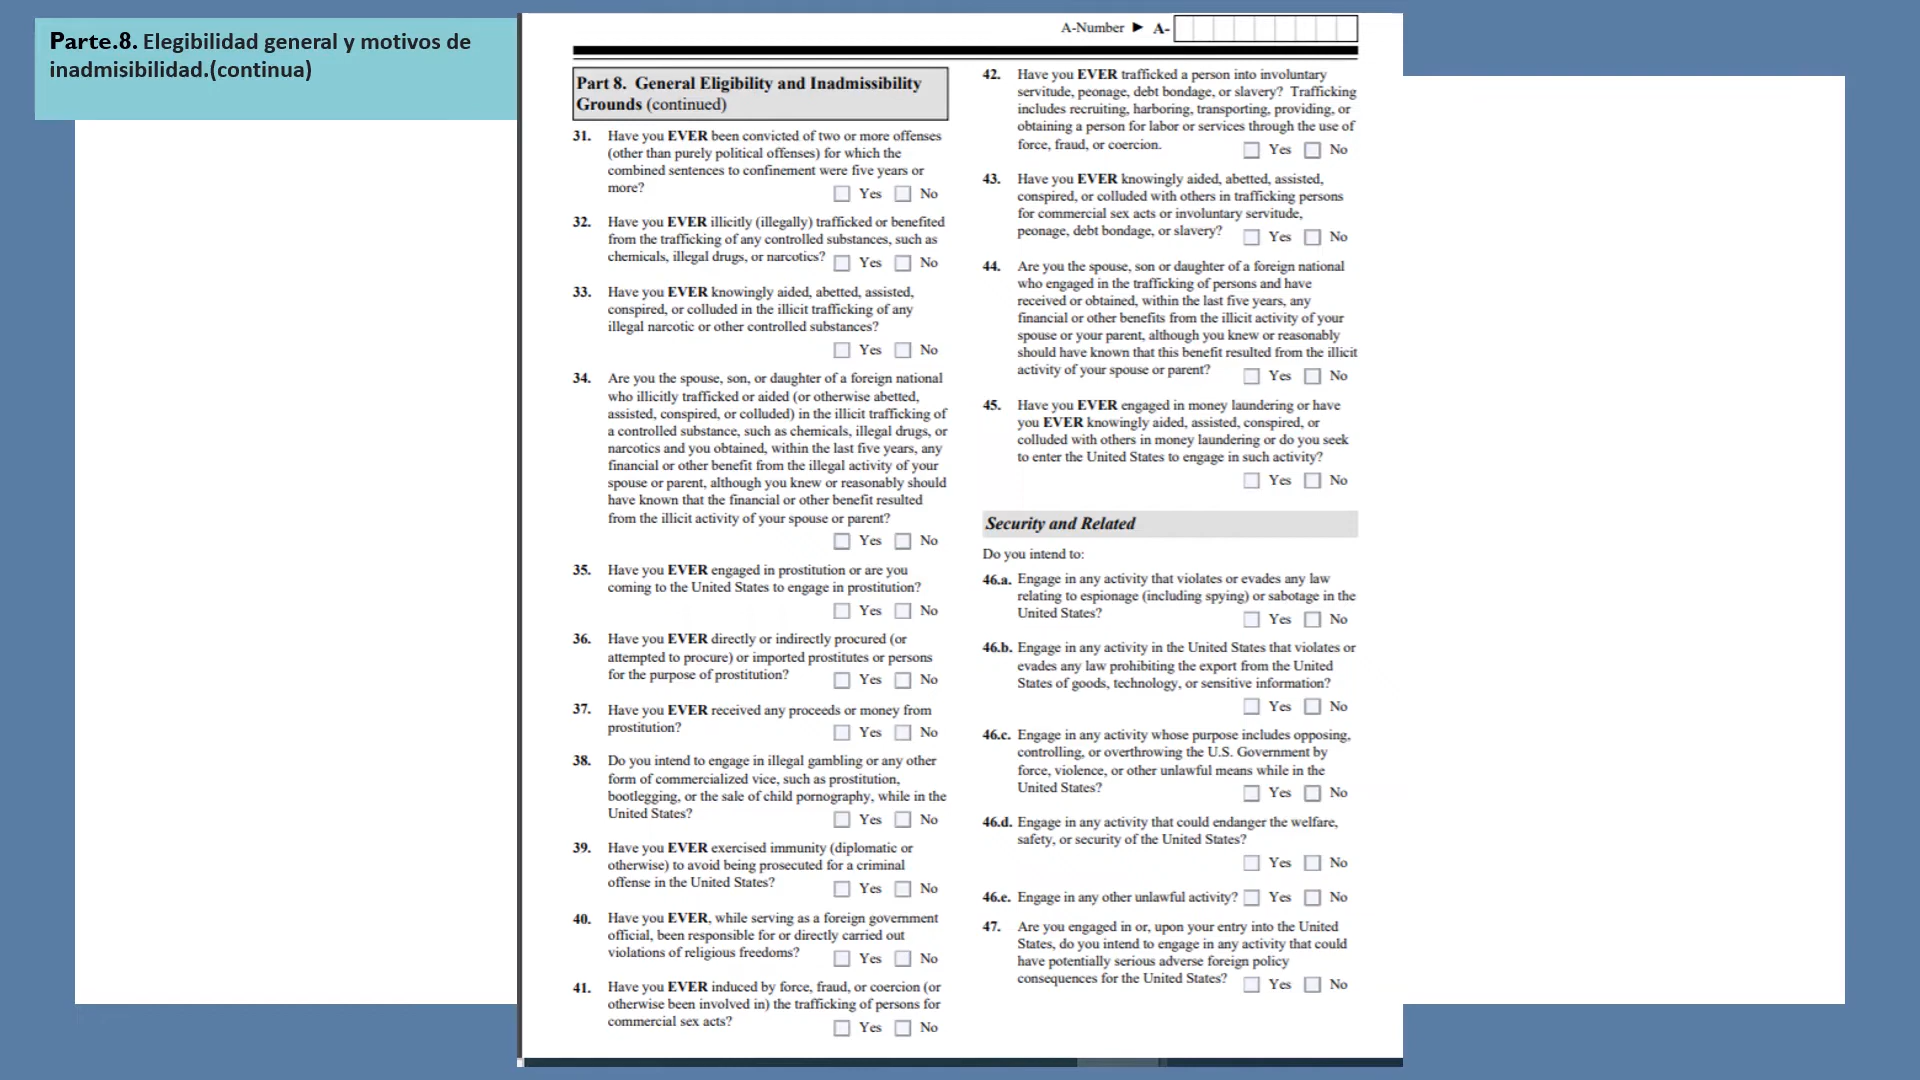 Parte.8. Elegibilidad general y motivos de
inadmisibilidad.(continua)
A-Number ► A-
Part 8. General Eligibility and Inadmissibility
Grounds (continued)
31. Have you EVER been convicted of two or more offenses
(other than purely political offenses) for which the
combined sentences to confinement were five years or
more? Yes No
32. Have you EVER illicitly (illegally) trafficked or benefited
from the trafficking of any controlled substances, such as
chemicals, illegal drugs, or narcotics? Yes No
33. Have you EVER knowingly aided, abetted, assisted,
conspired, or colluded in the illicit trafficking of any
illegal narcotic or other controlled substances?
Yes No
34. Are you the spouse, son, or daughter of a foreign national
who illicitly trafficked or aided (or otherwise abetted,
assisted, conspired, or colluded) in the illicit trafficking of
a controlled substance, such as chemicals, illegal drugs, or
narcotics and you obtained, within the last five years, any
financial or other benefit from the illegal activity of your
spouse or parent, although you knew or reasonably should
have known that the financial or other benefit resulted
from the illicit activity of your spouse or parent?
Yes No
35. Have you EVER engaged in prostitution or are you
coming to the United States to engage in prostitution?
Yes No
36. Have you EVER directly or indirectly procured (or
attempted to procure) or imported prostitutes or persons
for the purpose of prostitution? Yes No
37. Have you EVER received any proceeds or money from
prostitution? Yes No
38. Do you intend to engage in illegal gambling or any other
form of commercialized vice, such as prostitution,
bootlegging, or the sale of child pornography, while in the
United States? Yes No
39. Have you EVER exercised immunity (diplomatic or
otherwise) to avoid being prosecuted for a criminal
offense in the United States? Yes No
40. Have you EVER, while serving as a foreign government
official, been responsible for or directly carried out
violations of religious freedoms? Yes No
41. Have you EVER induced by force, fraud, or coercion (or
otherwise been involved in) the trafficking of persons for
commercial sex acts? Yes No
42. Have you EVER trafficked a person into involuntary
servitude, peonage, debt bondage, or slavery? Trafficking
includes recruiting, harboring, transporting, providing, or
obtaining a person for labor or services through the use of
force, fraud, or coercion. Yes No
43. Have you EVER knowingly aided, abetted, assisted,
conspired, or colluded with others in trafficking persons
for commercial sex acts or involuntary servitude,
peonage, debt bondage, or slavery? Yes No
44. Are you the spouse, son or daughter of a foreign national
who engaged in the trafficking of persons and have
received or obtained, within the last five years, any
financial or other benefits from the illicit activity of your
spouse or your parent, although you knew or reasonably
should have known that this benefit resulted from the illicit
activity of your spouse or parent? Yes No
45. Have you EVER engaged in money laundering or have
you EVER knowingly aided, assisted, conspired, or
colluded with others in money laundering or do you seek
to enter the United States to engage in such activity?
Yes No
Security and Related
Do you intend to:
46.a. Engage in any activity that violates or evades any law
relating to espionage (including spying) or sabotage in the
United States? Yes No
46.b. Engage in any activity in the United States that violates or
evades any law prohibiting the export from the United
States of goods, technology, or sensitive information?
Yes No
46.c. Engage in any activity whose purpose includes opposing,
controlling, or overthrowing the U.S. Government by
force, violence, or other unlawful means while in the
United States? Yes No
46.d. Engage in any activity that could endanger the welfare,
safety, or security of the United States?
Yes No
46.e. Engage in any other unlawful activity? Yes No
47. Are you engaged in or, upon your entry into the United
States, do you intend to engage in any activity that could
have potentially serious adverse foreign policy
consequences for the United States? Yes No